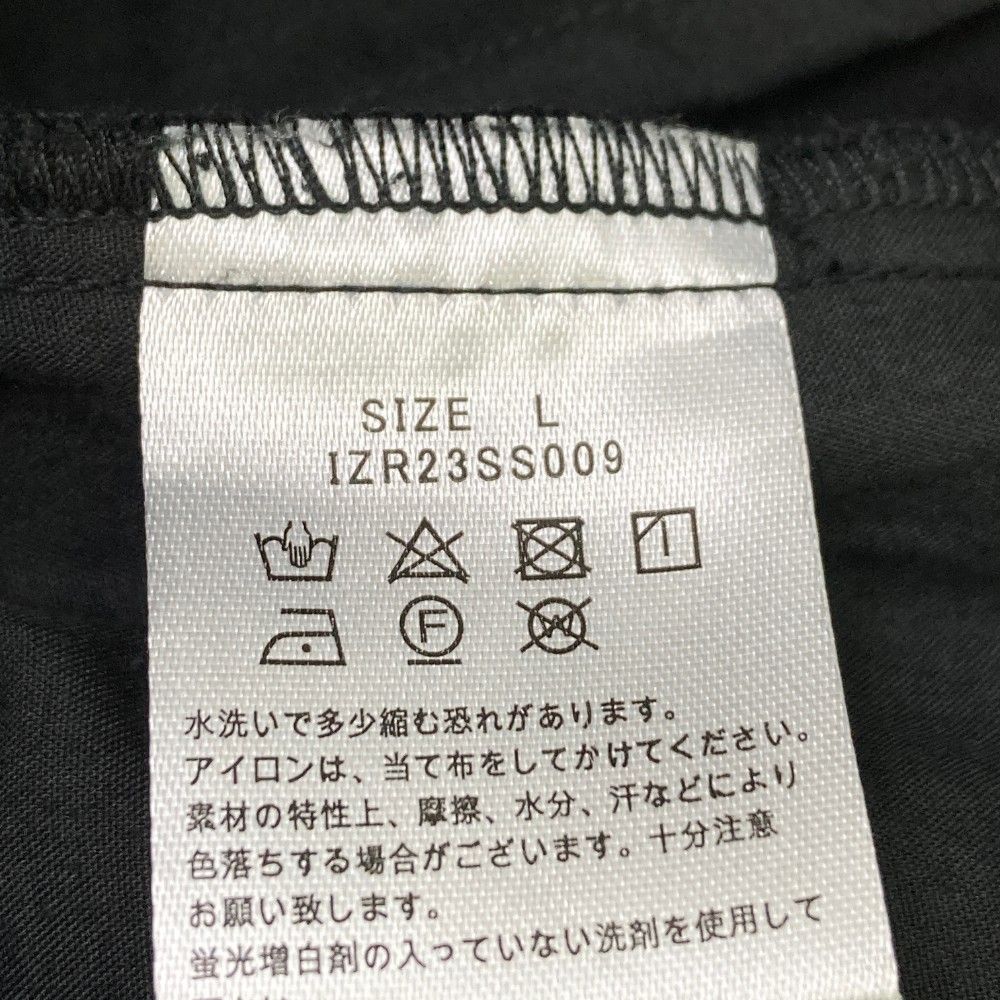 SIZE L
IZR23SS009
F
W
水洗いで多少縮む恐れがあります。
アイロンは、当て布をしてかけてください。
素材の特性上、摩擦、水分、汗などにより
色落ちする場合がございます。十分注意
お願い致します。
蛍光増白剤の入っていない洗剤を使用して